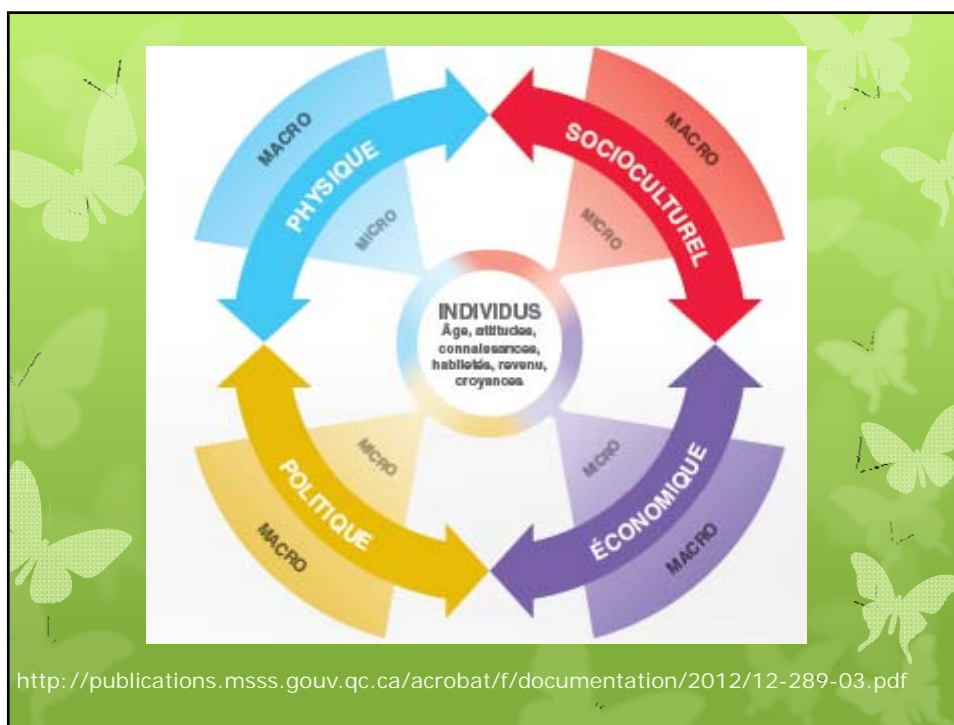 MACRO
PHYSIQUE
MICRO
MACRO
SOCIOCULTUREL
MICRO
INDIVIDUS
Âge, attitudes,
connaissances,
habiletés, revenu,
croyances
MICRO
POLITIQUE
MACRO
MICRO
ÉCONOMIQUE
MACRO
http://publications.msss.gouv.qc.ca/acrobat/f/documentation/2012/12-289-03.pdf